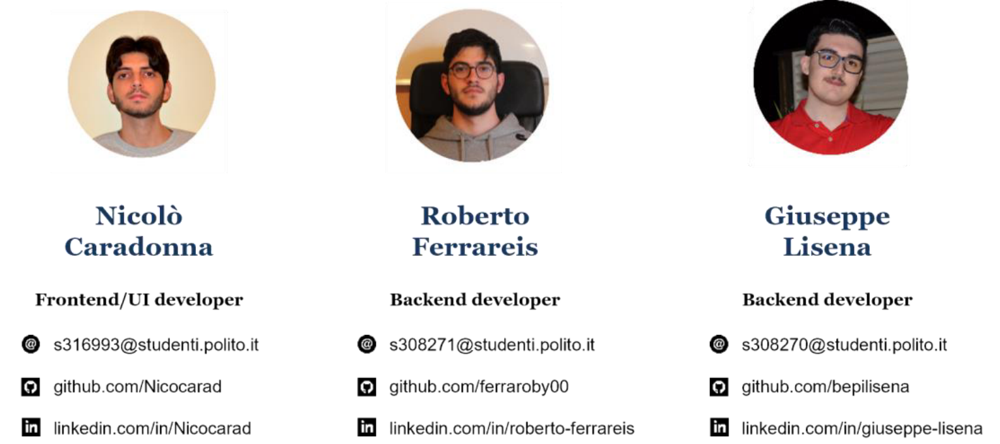 Nicolò
Caradonna
Frontend/UI developer
s316993@studenti.polito.it
github.com/Nicocarad
linkedin.com/in/Nicocarad
Roberto
Ferrareis
Backend developer
s308271@studenti.polito.it
github.com/ferraroby00
linkedin.com/in/roberto-ferrareis
Giuseppe
Lisena
Backend developer
s308270@studenti.polito.it
github.com/bepilisena
linkedin.com/in/giuseppe-lisena